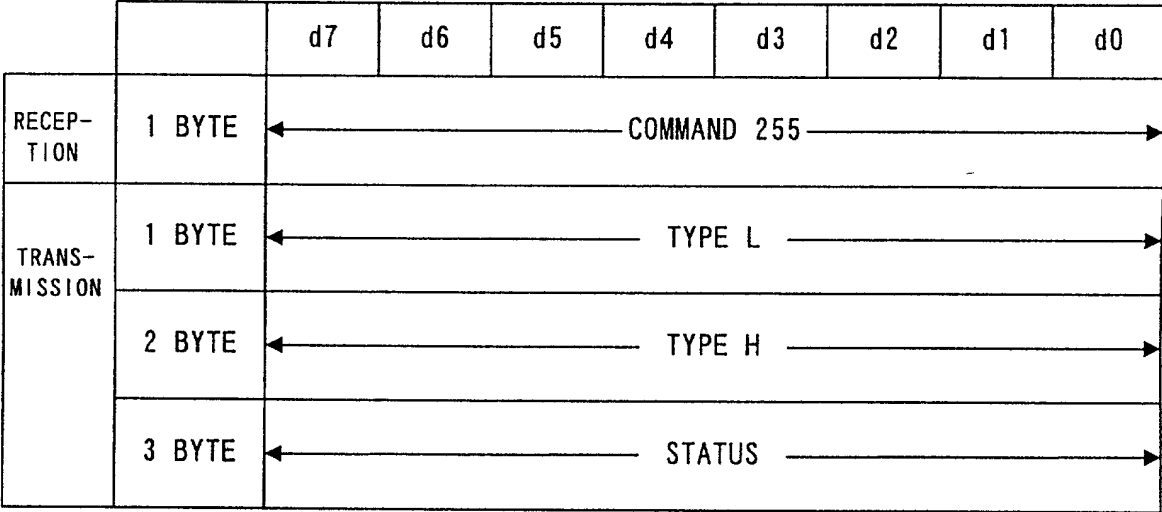 d7 d6 d5 d4 d3 d2 d1 d0
RECEP-
TION
1 BYTE COMMAND 255
TRANS-
MISSION
1 BYTE TYPE L
2 BYTE TYPE H
3 BYTE STATUS